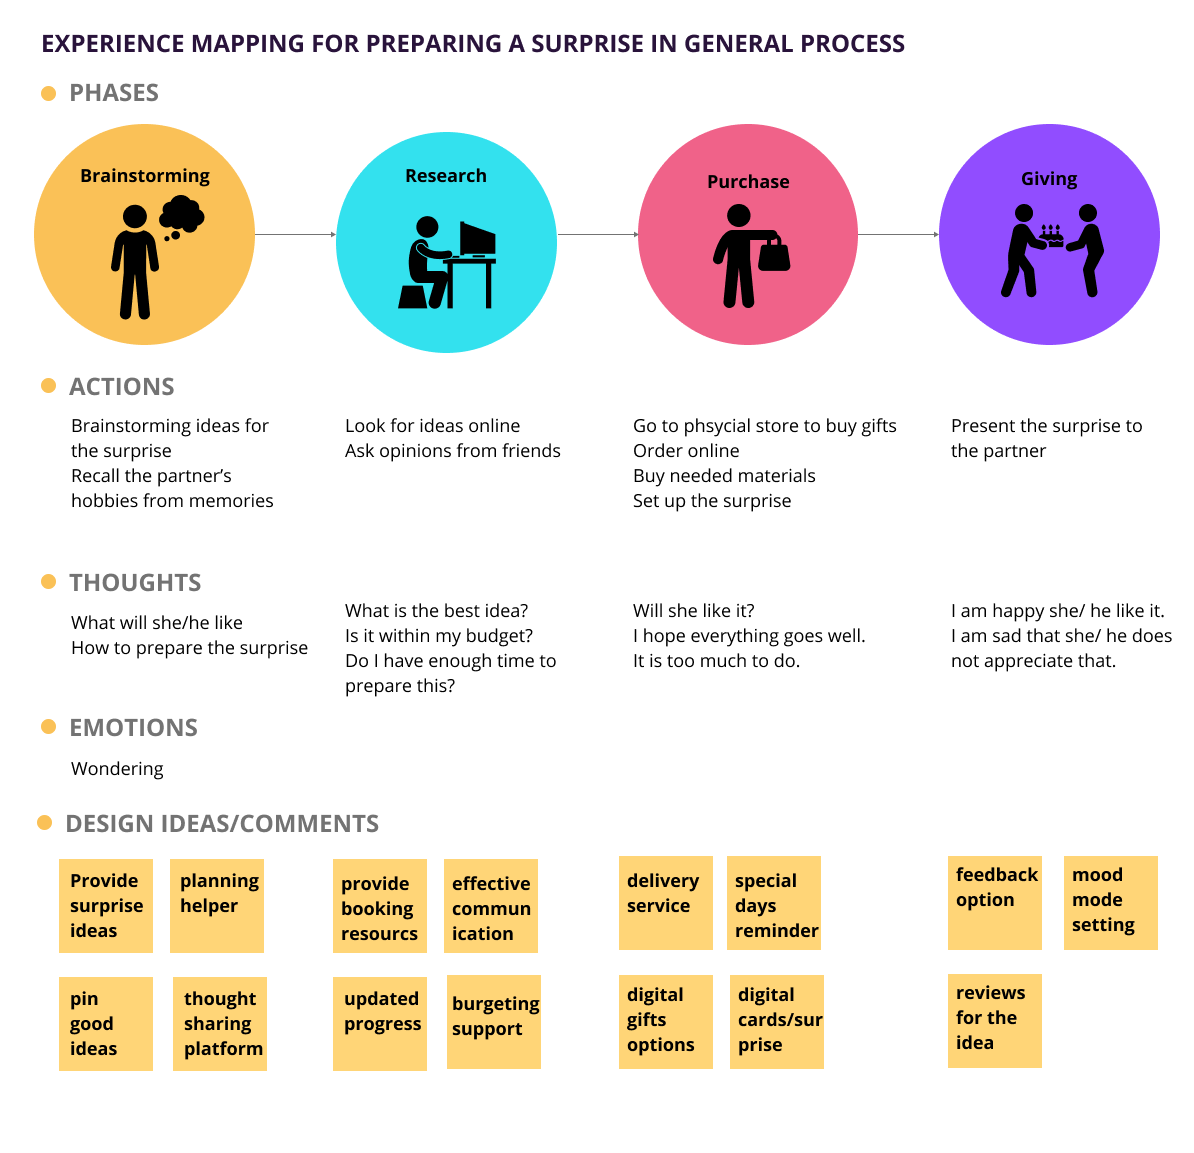 EXPERIENCE MAPPING FOR PREPARING A SURPRISE IN GENERAL PROCESS
PHASES
Brainstorming
Research
Purchase
Giving
ACTIONS
Brainstorming ideas for
the surprise
Recall the partner’s
hobbies from memories
Look for ideas online
Ask opinions from friends
Go to phsycial store to buy gifts
Order online
Buy needed materials
Set up the surprise
Present the surprise to
the partner
THOUGHTS
What will she/he like
How to prepare the surprise
What is the best idea?
Is it within my budget?
Do I have enough time to
prepare this?
Will she like it?
I hope everything goes well.
It is too much to do.
I am happy she/ he like it.
I am sad that she/ he does
not appreciate that.
EMOTIONS
Wondering
DESIGN IDEAS/COMMENTS
Provide
surprise
ideas
planning
helper
provide
booking
resourcs
effective
commun
ication
delivery
service
special
days
reminder
feedback
option
mood
mode
setting
pin
good
ideas
thought
sharing
platform
updated
progress
burgeting
support
digital
gifts
options
digital
cards/sur
prise
reviews
for the
idea